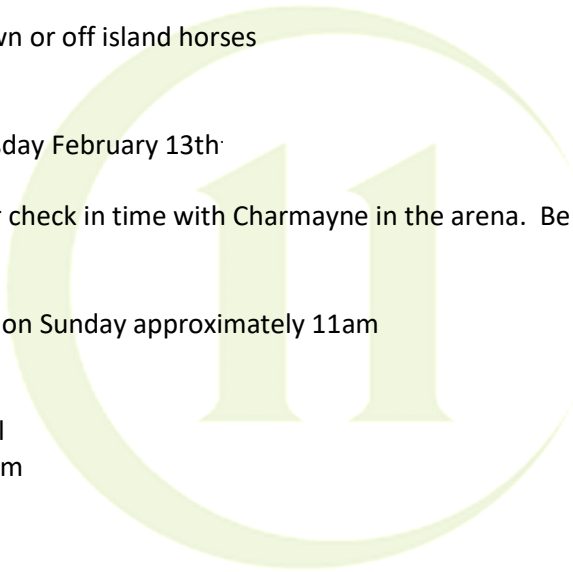 wn or off island horses
day February 13th
check in time with Charmayne in the arena. Be
on Sunday approximately 11am
11